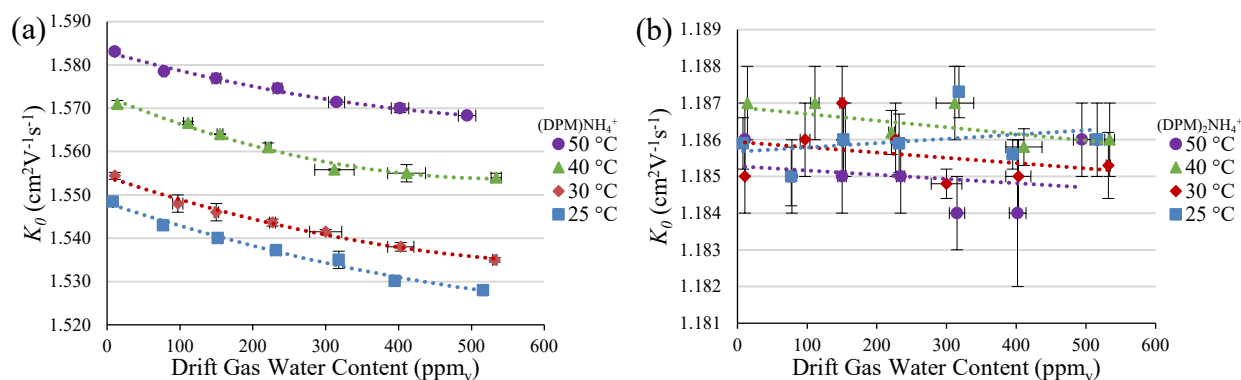 (a)
K₀ (cm²V⁻¹s⁻¹)
1.590
1.580
1.570
1.560
1.550
1.540
1.530
1.520
0 100 200 300 400 500 600
Drift Gas Water Content (ppmᵥ)
(DPM)NH₄⁺
50 °C
40 °C
30 °C
25 °C
(b)
K₀ (cm²V⁻¹s⁻¹)
1.188
1.188
1.187
1.186
1.185
1.184
1.183
1.182
1.181
0 100 200 300 400 500 600
Drift Gas Water Content (ppmᵥ)
(DPM)₂NH₄⁺
50 °C
40 °C
30 °C
25 °C